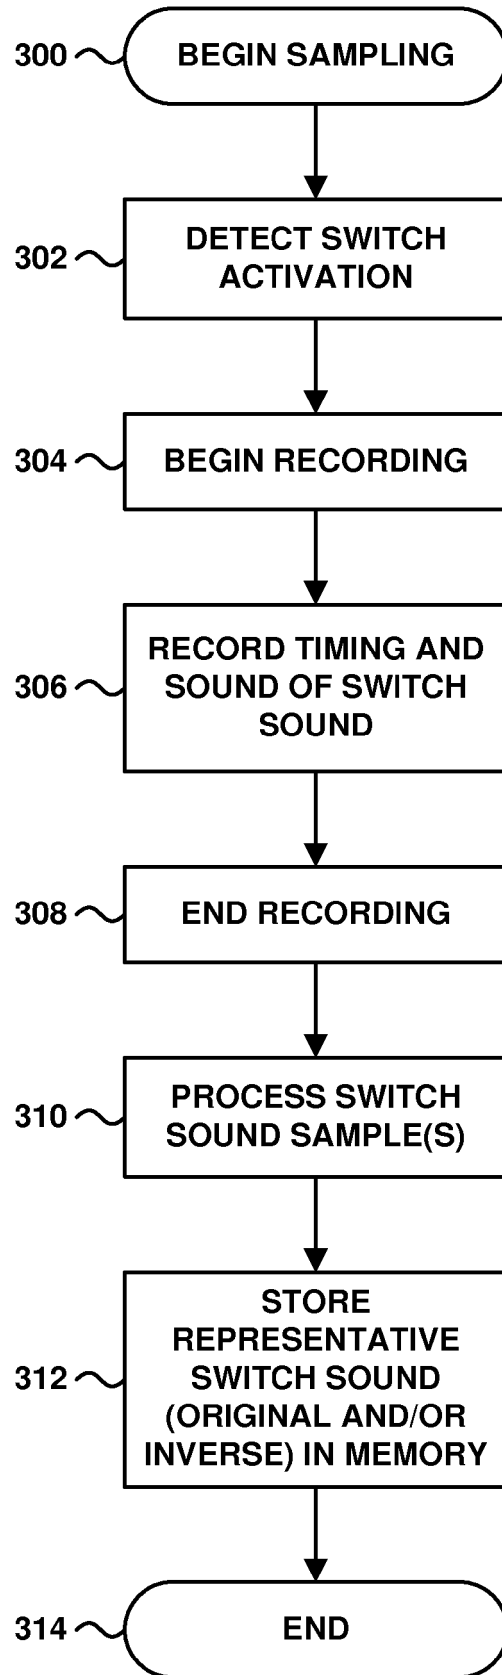 300 BEGIN SAMPLING
302 DETECT SWITCH
ACTIVATION
304 BEGIN RECORDING
RECORD TIMING AND
306 SOUND OF SWITCH
SOUND
308 END RECORDING
310 PROCESS SWITCH
SOUND SAMPLE(S)
STORE
REPRESENTATIVE
312 SWITCH SOUND
(ORIGINAL AND/OR
INVERSE) IN MEMORY
314 END